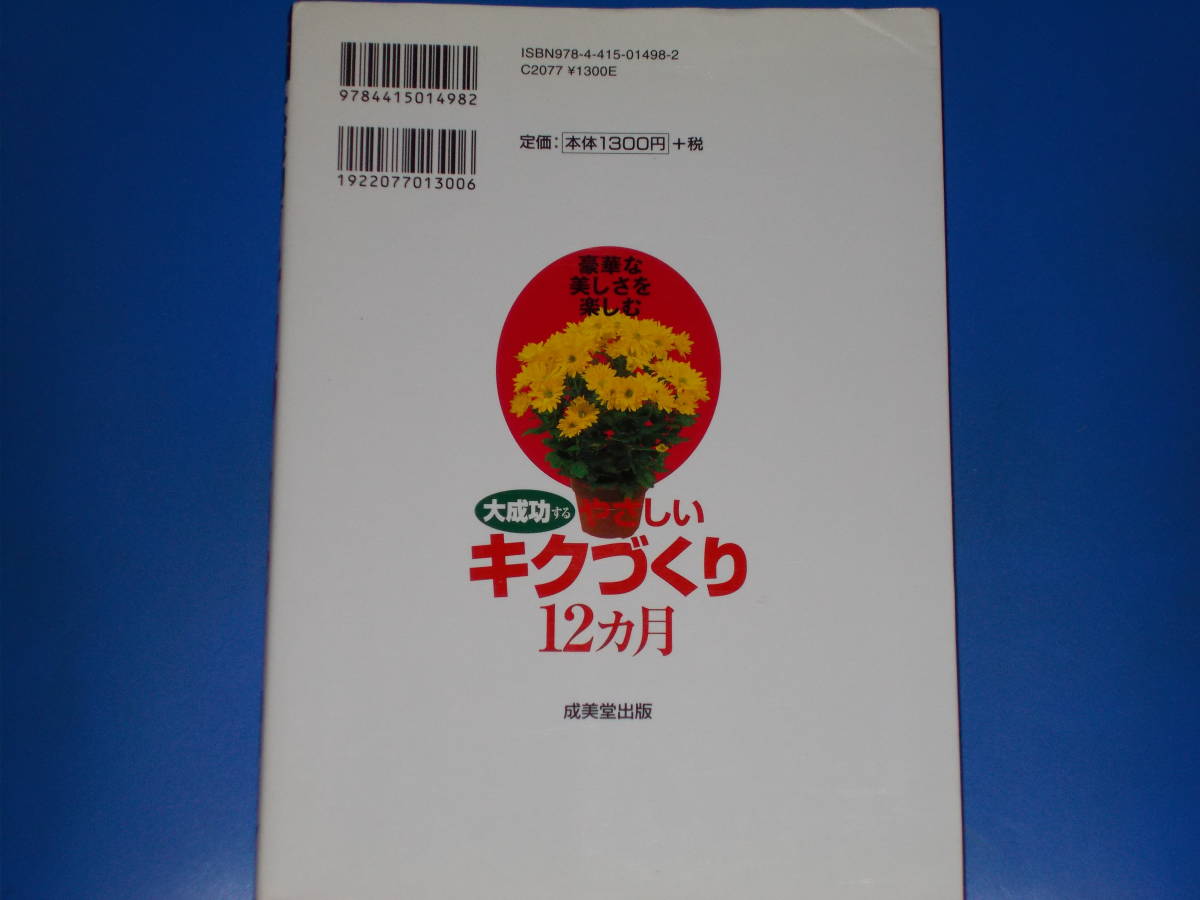 ISBN978-4-415-01498-2
C2077 ¥1300E
9784415014982
定価:本体1300円+税
1922077013006
豪華な
美しさを
楽しむ
大成功する やさしい
キクづくり
12カ月
成美堂出版